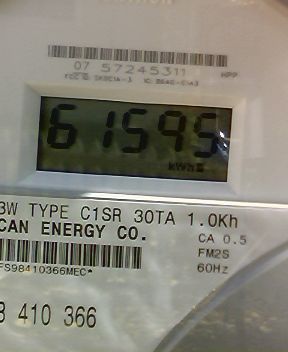 07 57245311 HPP
61595
kWh
3W TYPE C1SR 30TA 1.0Kh
CAN ENERGY CO.
CA 0.5
FM2S
60Hz
FS98410366MEC*
8 410 366